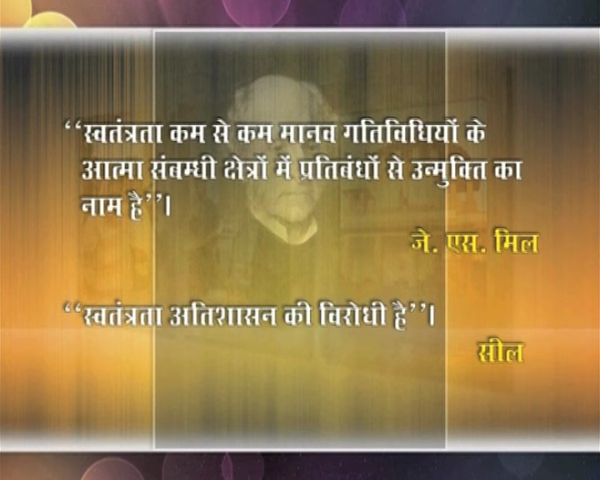 “स्वतंत्रता कम से कम मानव गतिविधियों के
आत्मा संबम्धी क्षेत्रों में प्रतिबंधों से उन्मुक्ति का
नाम है”।
जे. एस. मिल
“स्वतंत्रता अतिशासन की विरोधी है”।
सील